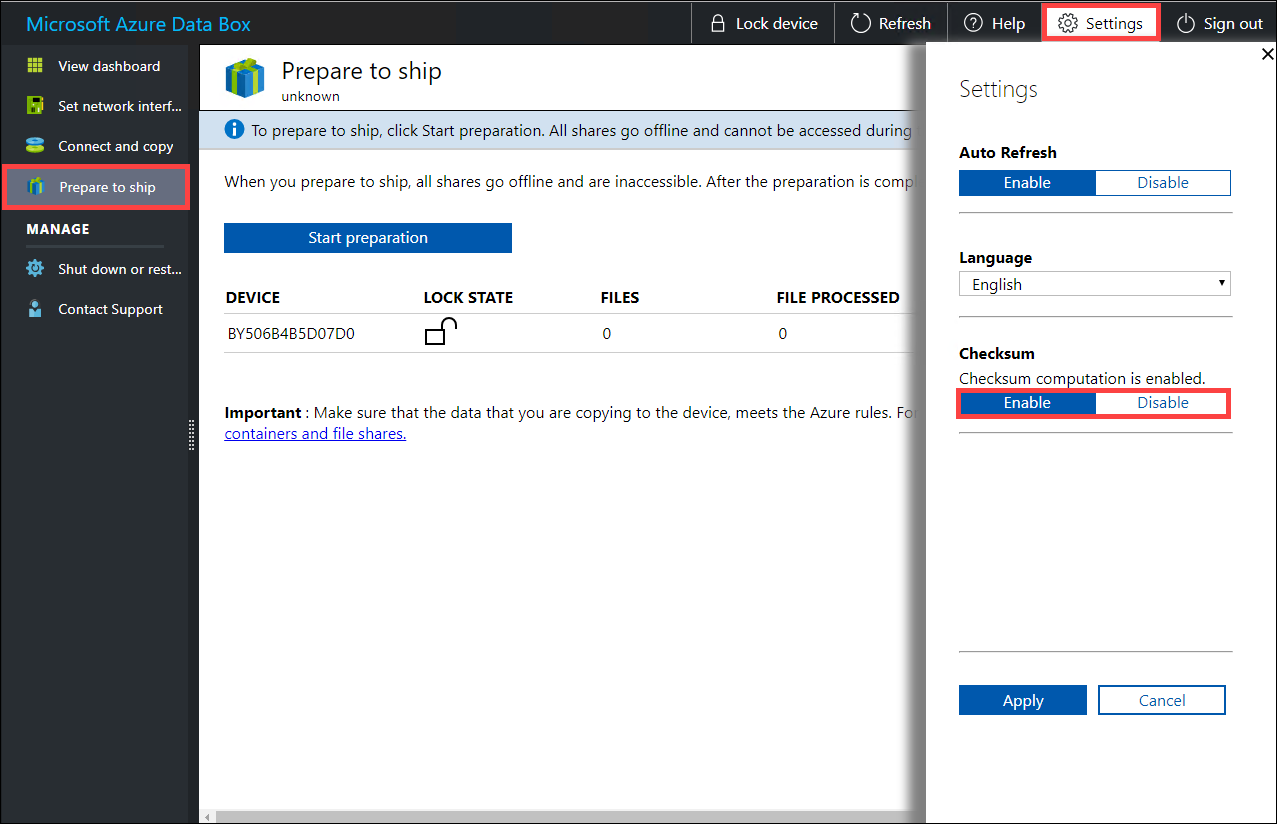 Microsoft Azure Data Box
Lock device
Refresh
Help
Settings
Sign out
View dashboard
Set network interf...
Connect and copy
Prepare to ship
MANAGE
Shut down or rest...
Contact Support
Prepare to ship
unknown
To prepare to ship, click Start preparation. All shares go offline and cannot be accessed during
When you prepare to ship, all shares go offline and are inaccessible. After the preparation is
Start preparation
DEVICE LOCK STATE FILES FILE PROCESSED
BY506B4B5D07D0 0 0
Important : Make sure that the data that you are copying to the device, meets the Azure rules.
containers and file shares.
Settings
Auto Refresh
Enable Disable
Language
English
Checksum
Checksum computation is enabled.
Enable Disable
Apply Cancel